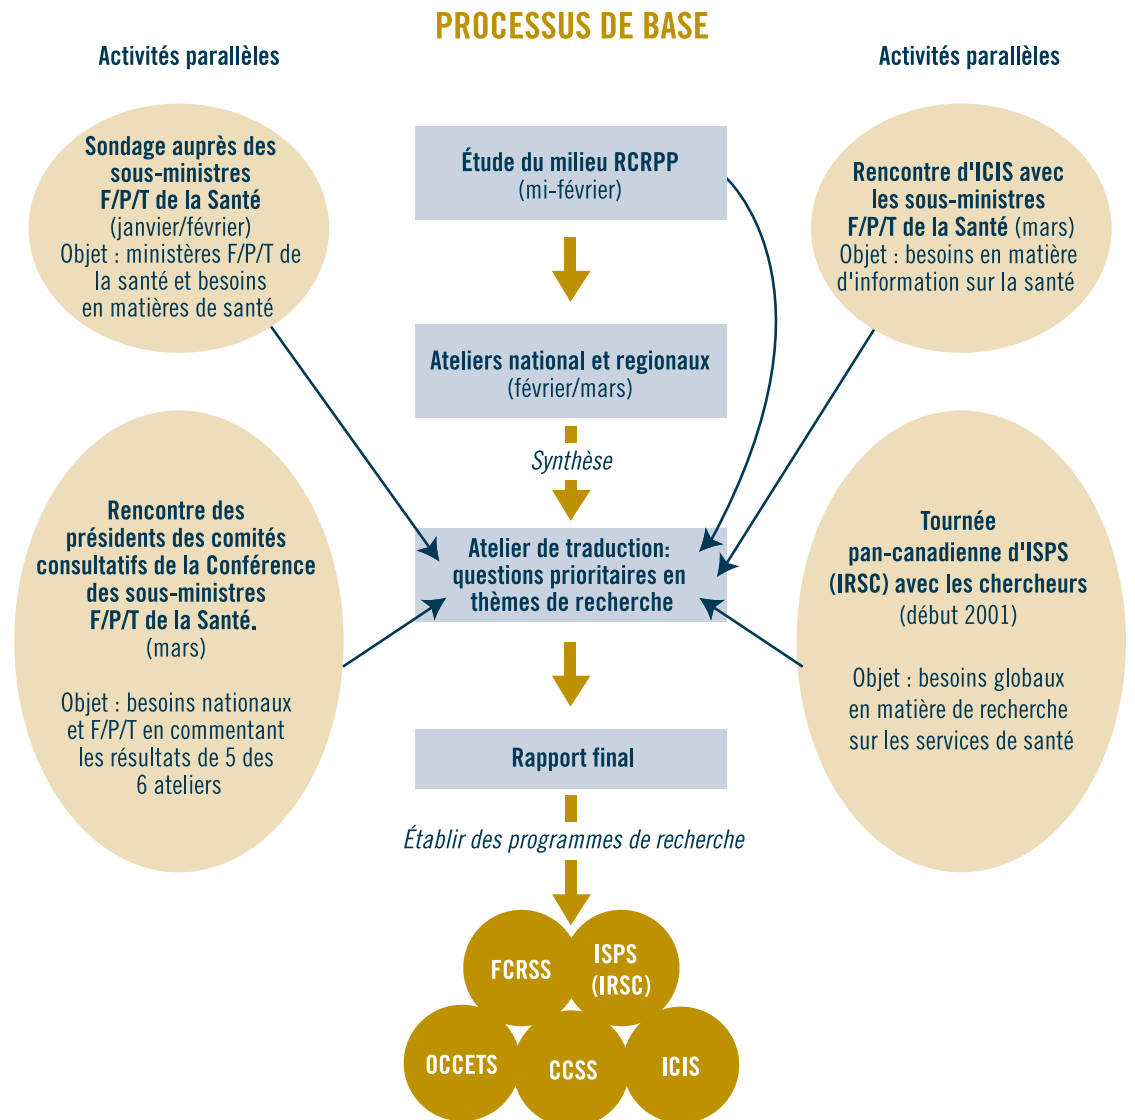 PROCESSUS DE BASE
Activités parallèles
Sondage auprès des
sous-ministres
F/P/T de la Santé
(janvier/février)
Objet : ministères F/P/T de
la santé et besoins
en matières de santé
Rencontre des
présidents des comités
consultatifs de la Conférence
des sous-ministres
F/P/T de la Santé.
(mars)
Objet : besoins nationaux
et F/P/T en commentant
les résultats de 5 des
6 ateliers
Étude du milieu RCRPP
(mi-février)
Ateliers national et regionaux
(février/mars)
Synthèse
Atelier de traduction:
questions prioritaires en
thèmes de recherche
Rapport final
Établir des programmes de recherche
FCRSS
ISPS
(IRSC)
OCCETS
CCSS
ICIS
Activités parallèles
Rencontre d'ICIS avec
les sous-ministres
F/P/T de la Santé (mars)
Objet : besoins en matière
d'information sur la santé
Tournée
pan-canadienne d'ISPS
(IRSC) avec les chercheurs
(début 2001)
Objet : besoins globaux
en matière de recherche
sur les services de santé